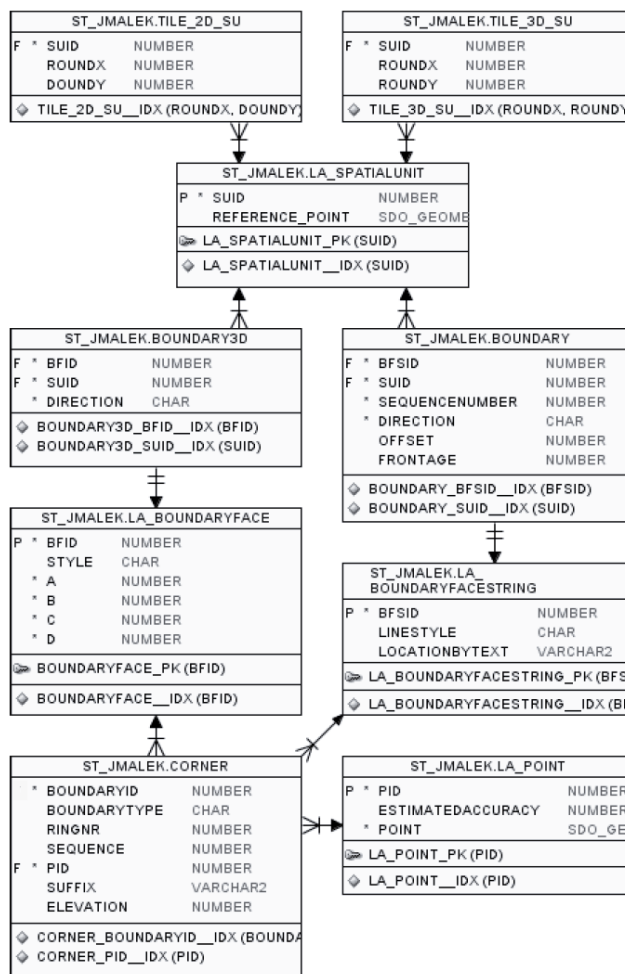 ST_JMALEK.TILE_2D_SU
F * SUID NUMBER
ROUNDX NUMBER
DOUNDY NUMBER
TILE_2D_SU__IDX (ROUNDX, DOUNDY)
ST_JMALEK.TILE_3D_SU
F * SUID NUMBER
ROUNDX NUMBER
ROUNDY NUMBER
TILE_3D_SU__IDX (ROUNDX, ROUNDY
ST_JMALEK.LA_SPATIALUNIT
P * SUID NUMBER
REFERENCE_POINT SDO_GEOME
LA_SPATIALUNIT_PK (SUID)
LA_SPATIALUNIT__IDX (SUID)
ST_JMALEK.BOUNDARY3D
F * BFID NUMBER
F * SUID NUMBER
* DIRECTION CHAR
BOUNDARY3D_BFID__IDX (BFID)
BOUNDARY3D_SUID__IDX (SUID)
ST_JMALEK.BOUNDARY
F * BFSID NUMBER
F * SUID NUMBER
* SEQUENCENUMBER NUMBER
* DIRECTION CHAR
OFFSET NUMBER
FRONTAGE NUMBER
BOUNDARY_BFSID__IDX (BFSID)
BOUNDARY_SUID__IDX (SUID)
ST_JMALEK.LA_BOUNDARYFACE
P * BFID NUMBER
STYLE CHAR
* A NUMBER
* B NUMBER
* C NUMBER
* D NUMBER
BOUNDARYFACE_PK (BFID)
BOUNDARYFACE__IDX (BFID)
ST_JMALEK.LA_
BOUNDARYFACESTRING
P * BFSID NUMBER
LINESTYLE CHAR
LOCATIONBYTEXT VARCHAR2
LA_BOUNDARYFACESTRING_PK (BFS
LA_BOUNDARYFACESTRING__IDX (B
ST_JMALEK.CORNER
* BOUNDARYID NUMBER
BOUNDARYTYPE CHAR
RINGNR NUMBER
SEQUENCE NUMBER
F * PID NUMBER
SUFFIX VARCHAR2
ELEVATION NUMBER
CORNER_BOUNDARYID__IDX (BOUNDA
CORNER_PID__IDX (PID)
ST_JMALEK.LA_POINT
P * PID NUMBER
ESTIMATEDACCURACY NUMBER
* POINT SDO_GE
LA_POINT_PK (PID)
LA_POINT__IDX (PID)